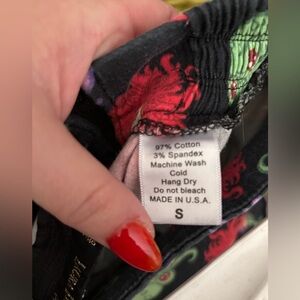 97% Cotton
3% Spandex
Machine Wash
Cold
Hang Dry
Do not bleach
MADE IN U.S.A.
S